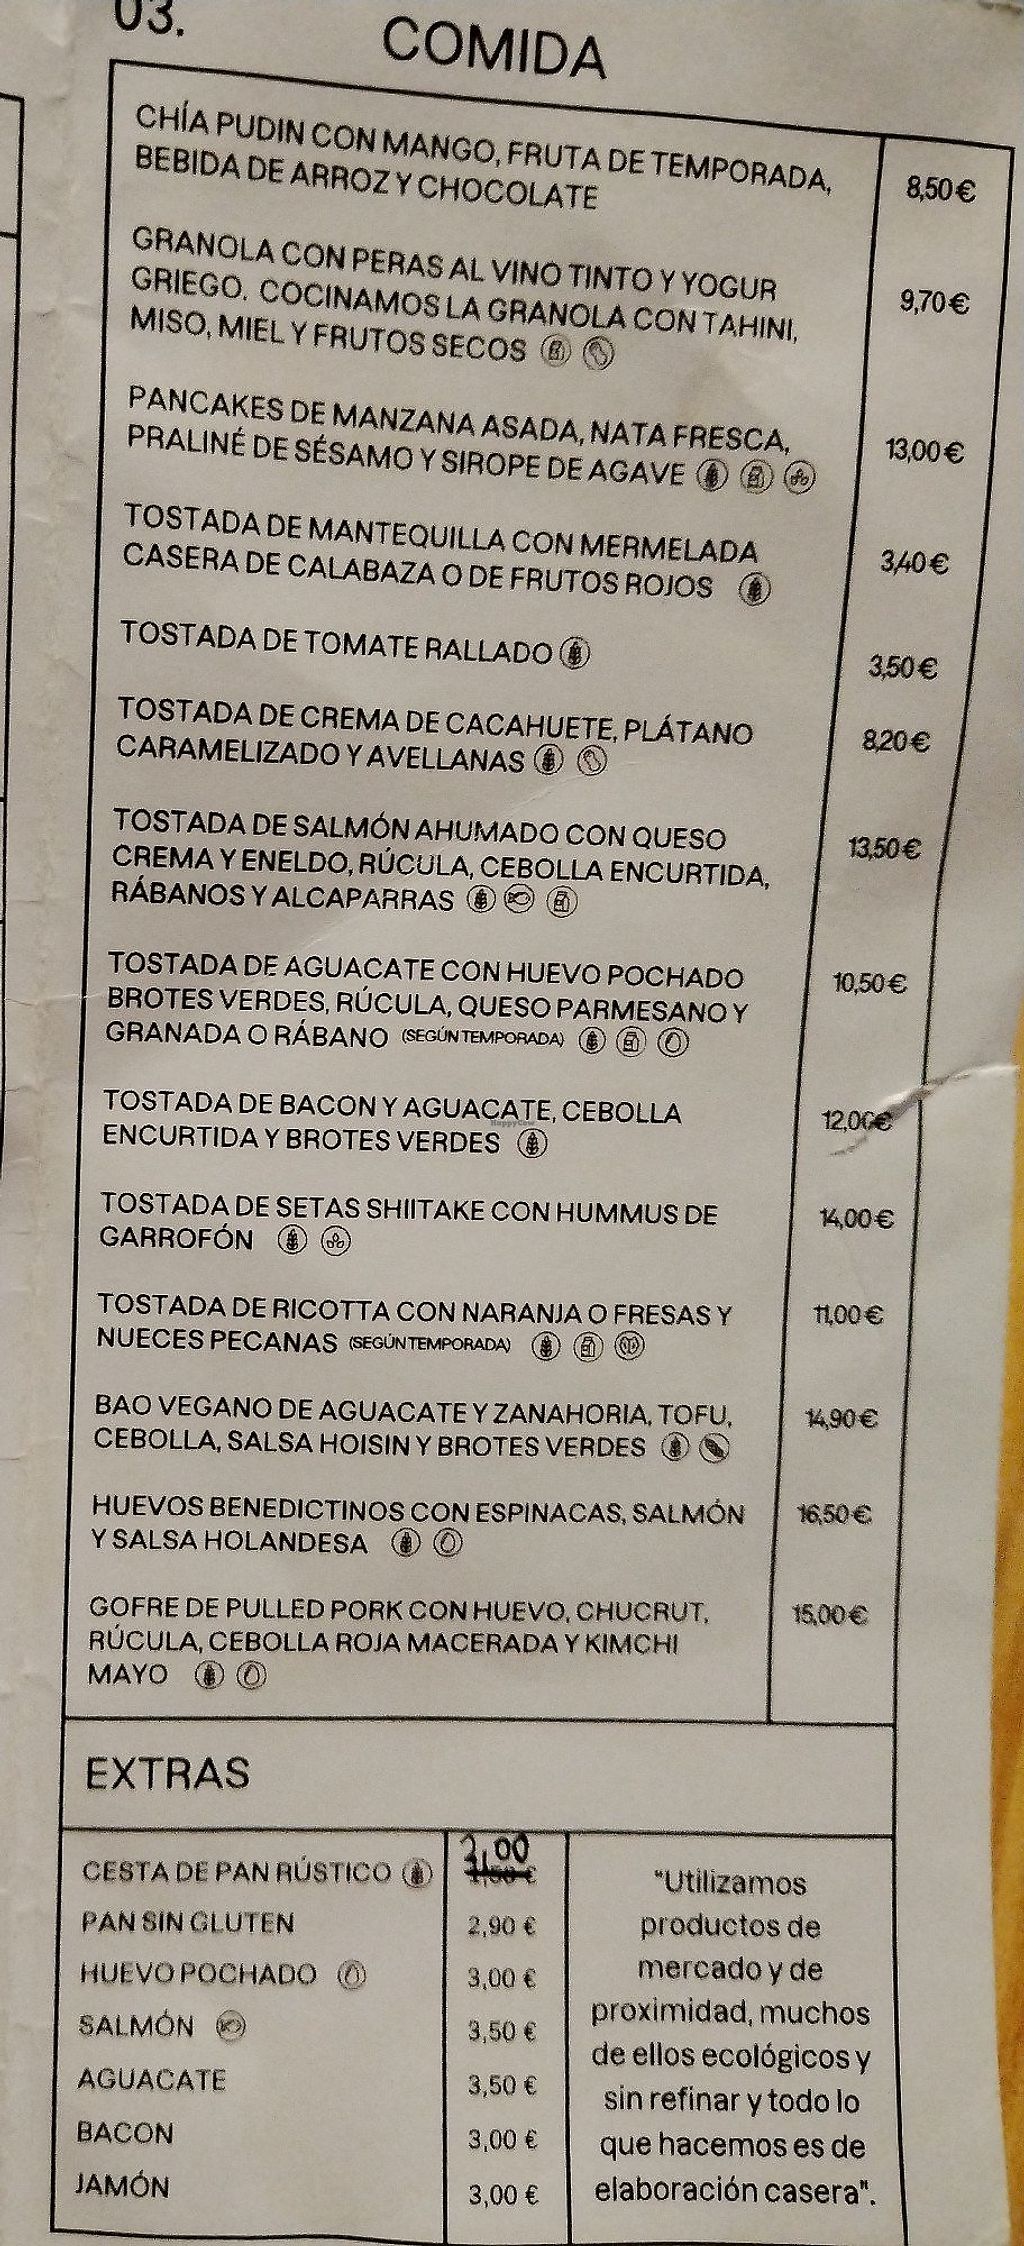 03.
COMIDA
CHÍA PUDIN CON MANGO, FRUTA DE TEMPORADA,
BEBIDA DE ARROZ Y CHOCOLATE
8,50€
GRANOLA CON PERAS AL VINO TINTO Y YOGUR
GRIEGO. COCINAMOS LA GRANOLA CON TAHINI,
MISO, MIEL Y FRUTOS SECOS
9,70€
PANCAKES DE MANZANA ASADA, NATA FRESCA,
PRALINÉ DE SÉSAMO Y SIROPE DE AGAVE
13,00€
TOSTADA DE MANTEQUILLA CON MERMELADA
CASERA DE CALABAZA O DE FRUTOS ROJOS
3,40€
TOSTADA DE TOMATE RALLADO
3,50€
TOSTADA DE CREMA DE CACAHUETE, PLÁTANO
CARAMELIZADO Y AVELLANAS
8,20€
TOSTADA DE SALMÓN AHUMADO CON QUESO
CREMA Y ENELDO, RÚCULA, CEBOLLA ENCURTIDA,
RÁBANOS Y ALCAPARRAS
13,50€
TOSTADA DE AGUACATE CON HUEVO POCHADO
BROTES VERDES, RÚCULA, QUESO PARMESANO Y
GRANADA O RÁBANO (SEGÚN TEMPORADA)
10,50€
TOSTADA DE BACON Y AGUACATE, CEBOLLA
ENCURTIDA Y BROTES VERDES
12,00€
HappyCow
TOSTADA DE SETAS SHIITAKE CON HUMMUS DE
GARROFÓN
14,00€
TOSTADA DE RICOTTA CON NARANJA O FRESAS Y
NUECES PECANAS (SEGÚN TEMPORADA)
11,00€
BAO VEGANO DE AGUACATE Y ZANAHORIA, TOFU,
CEBOLLA, SALSA HOISIN Y BROTES VERDES
14,90€
HUEVOS BENEDICTINOS CON ESPINACAS, SALMÓN
Y SALSA HOLANDESA
16,50€
GOFRE DE PULLED PORK CON HUEVO, CHUCRUT,
RÚCULA, CEBOLLA ROJA MACERADA Y KIMCHI
MAYO
15,00€
EXTRAS
CESTA DE PAN RÚSTICO
PAN SIN GLUTEN 2,90 €
HUEVO POCHADO 3,00 €
SALMÓN 3,50 €
AGUACATE 3,50 €
BACON 3,00 €
JAMÓN 3,00 €
"Utilizamos
productos de
mercado y de
proximidad, muchos
de ellos ecológicos y
sin refinar y todo lo
que hacemos es de
elaboración casera".